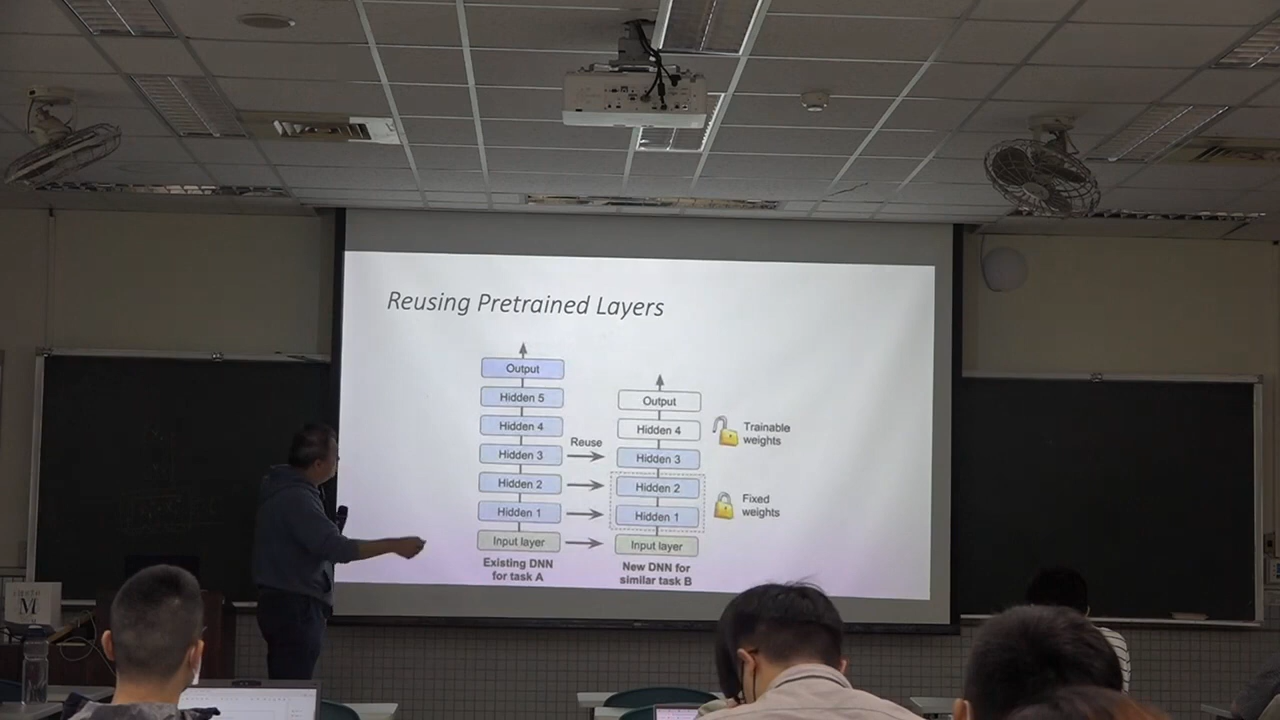 Reusing Pretrained Layers
Output
Hidden 5
Hidden 4
Hidden 3
Hidden 2
Hidden 1
Input layer
Existing DNN
for task A
Reuse
Output
Hidden 4
Hidden 3
Hidden 2
Hidden 1
Input layer
New DNN for
similar task B
Trainable
weights
Fixed
weights
M